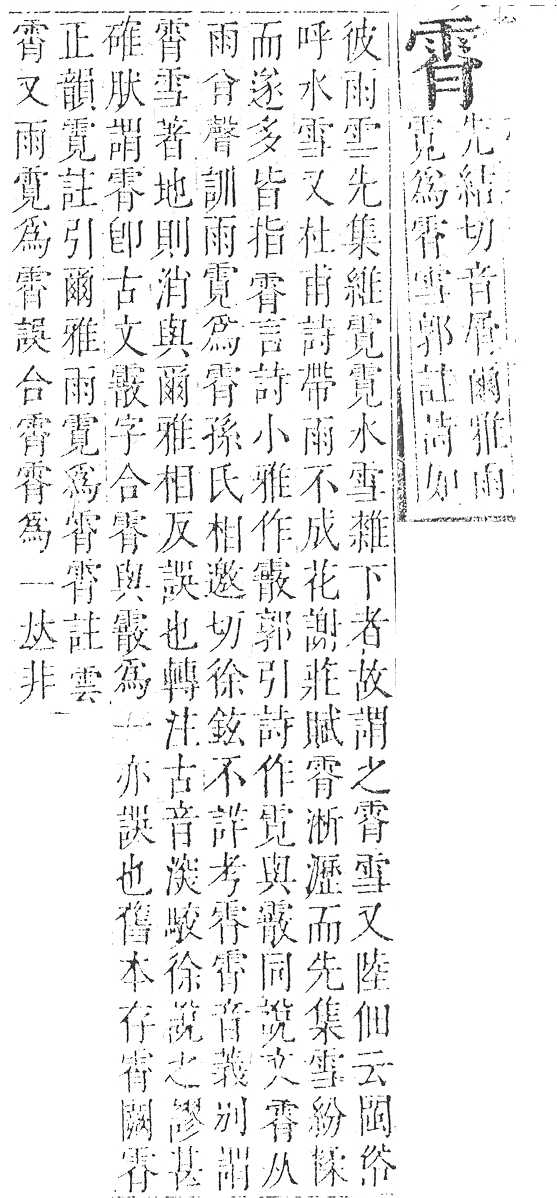 霄
先結切音屑爾雅雨
霓爲霄雪郭註詩如
彼雨雪先集維霓霓水雪雜下者故謂之霄雪又陸佃云閩俗
呼水雪又杜甫詩帶雨不成花謝莊賦霄淅瀝而先集雪紛糅
而遂多皆指霄言詩小雅作霰郭引詩作霓與霰同說文霄从
雨肖聲訓雨霓爲霄孫氏相邀切徐鉉不詳考霄霄音義別謂
霄雪著地則消與爾雅相反誤也轉注古音深駮徐說之謬甚
確肰謂霄卽古文霰字合霄與霰爲一亦誤也舊本存霄闕霄
正韻霓註引爾雅雨霓爲霄霄註雲
霄又雨霓爲霄誤合霄霄爲一𠀤非